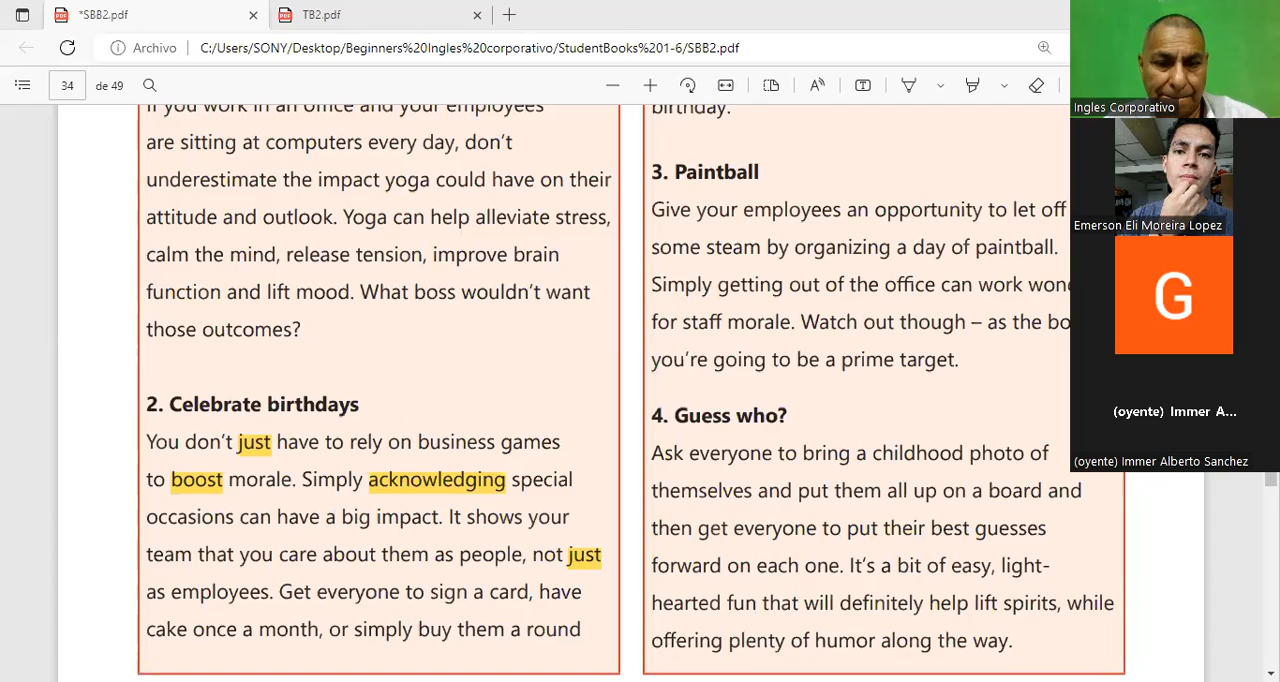 *SBB2.pdf
TB2.pdf
Archivo
C:/Users/SONY/Desktop/Beginners%20Ingles%20corporativo/StudentBooks%201-6/SBB2.pdf
34 de 49
If you work in an office and your employees
are sitting at computers every day, don't
underestimate the impact yoga could have on their
attitude and outlook. Yoga can help alleviate stress,
calm the mind, release tension, improve brain
function and lift mood. What boss wouldn't want
those outcomes?
2. Celebrate birthdays
You don't just have to rely on business games
to boost morale. Simply acknowledging special
occasions can have a big impact. It shows your
team that you care about them as people, not just
as employees. Get everyone to sign a card, have
cake once a month, or simply buy them a round
birthday.
3. Paintball
Give your employees an opportunity to let off
some steam by organizing a day of paintball.
Simply getting out of the office can work
for staff morale. Watch out though – as the
you're going to be a prime target.
4. Guess who?
Ask everyone to bring a childhood photo of
themselves and put them all up on a board and
then get everyone to put their best guesses
forward on each one. It's a bit of easy, light-
hearted fun that will definitely help lift spirits, while
offering plenty of humor along the way.
Ingles Corporativo
Emerson Eli Moreira Lopez
G
(oyente) Immer A...
(oyente) Immer Alberto Sanchez